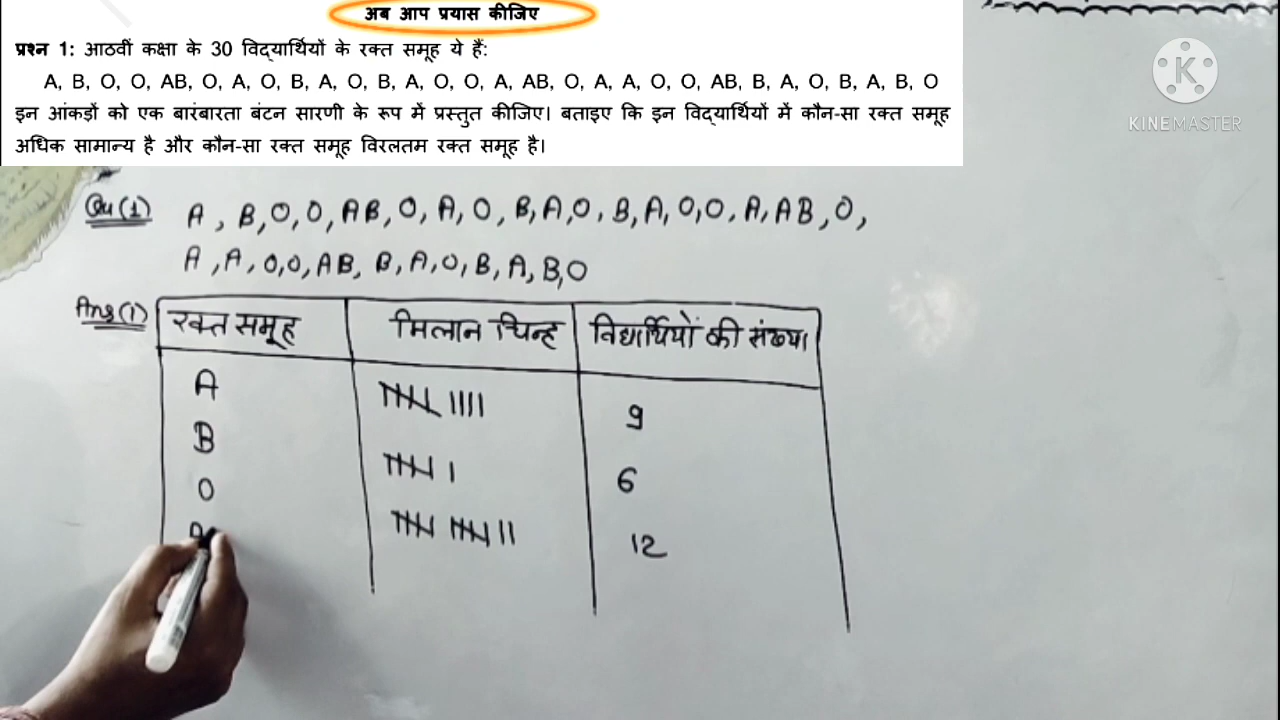 अब आप प्रयास कीजिए
प्रश्न 1: आठवीं कक्षा के 30 विद्यार्थियों के रक्त समूह ये हैं:
A, B, O, O, AB, O, A, O, B, A, O, B, A, O, O, A, AB, O, A, A, O, O, AB, B, A, O, B, A, B, O
इन आंकड़ों को एक बारंबारता बंटन सारणी के रूप में प्रस्तुत कीजिए। बताइए कि इन विद्यार्थियों में कौन-सा रक्त समूह
अधिक सामान्य है और कौन-सा रक्त समूह विरलतम रक्त समूह है।
KINEMASTER
Qu (1) A, B, O, O, AB, O, A, O, B, A, O, B, A, O, O, A, AB, O,
A, A, O, O, AB, B, A, O, B, A, B, O
Ans (1) रक्त समूह मिलान चिन्ह विद्यार्थियों की संख्या
A 9
B 6
O 12